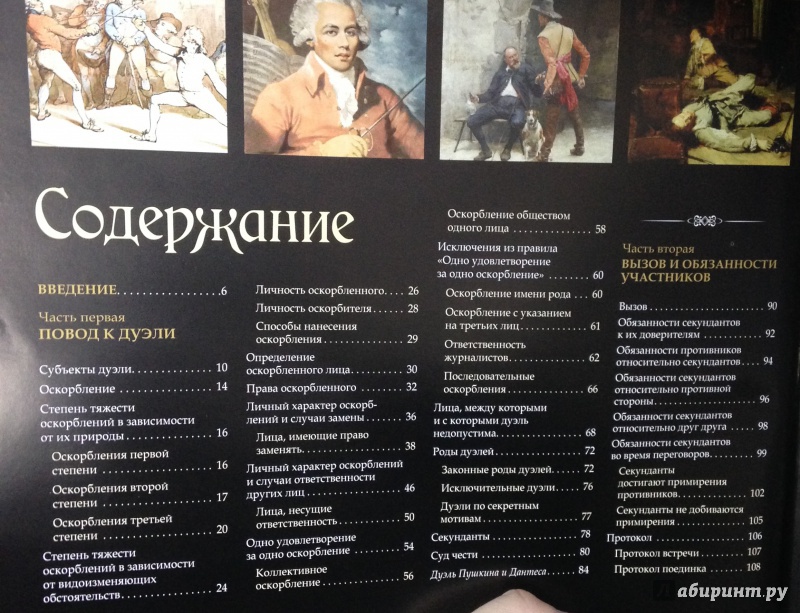 Содержание
ВВЕДЕНИЕ. . . . . . . . . . . . . . . . .6
Часть первая
ПОВОД К ДУЭЛИ
Субъекты дуэли. . . . . . . . . . . . . 10
Оскорбление . . . . . . . . . . . . . . 14
Степень тяжести
оскорблений в зависимости
от их природы . . . . . . . . . . . . . 16
Оскорбления первой
степени . . . . . . . . . . . . . . . . 16
Оскорбления второй
степени . . . . . . . . . . . . . . . . 17
Оскорбления третьей
степени . . . . . . . . . . . . . . . . 20
Степень тяжести
оскорблений в зависимости
от видоизменяющих
обстоятельств. . . . . . . . . . . . . . 24
Личность оскорбленного. . . . . 26
Личность оскорбителя . . . . . . 28
Способы нанесения
оскорбления . . . . . . . . . . . . . 29
Определение
оскорбленного лица. . . . . . . . . 30
Права оскорбленного . . . . . . . 32
Личный характер оскорб-
лений и случаи замены . . . . . . 36
Лица, имеющие право
заменять. . . . . . . . . . . . . . . 38
Личный характер оскорблений
и случаи ответственности
других лиц . . . . . . . . . . . . . . 46
Лица, несущие
ответственность . . . . . . . . . . 50
Одно удовлетворение
за одно оскорбление . . . . . . . . 54
Коллективное
оскорбление . . . . . . . . . . . . . 56
Оскорбление обществом
одного лица . . . . . . . . . . . . . 58
Исключения из правила
«Одно удовлетворение
за одно оскорбление» . . . . . . . 60
Оскорбление имени рода . . . 60
Оскорбление с указанием
на третьих лиц . . . . . . . . . . . 61
Ответственность
журналистов. . . . . . . . . . . . . 62
Последовательные
оскорбления . . . . . . . . . . . . . 66
Лица, между которыми
и с которыми дуэль
недопустима. . . . . . . . . . . . . . 68
Роды дуэлей. . . . . . . . . . . . . . 72
Законные роды дуэлей. . . . . . 72
Исключительные дуэли . . . . . 76
Дуэли по секретным
мотивам . . . . . . . . . . . . . . . . 77
Секунданты . . . . . . . . . . . . . . 78
Суд чести . . . . . . . . . . . . . . . 80
Дуэль Пушкина и Дантеса. . . . . 84
Часть вторая
ВЫЗОВ И ОБЯЗАННОСТИ
УЧАСТНИКОВ
Вызов . . . . . . . . . . . . . . . . . . 90
Обязанности секундантов
к их доверителям . . . . . . . . . . 92
Обязанности противников
относительно секундантов . . . . 94
Обязанности секундантов
относительно противной
стороны. . . . . . . . . . . . . . . . . 96
Обязанности секундантов
относительно друг друга . . . . . 98
Обязанности секундантов
во время переговоров. . . . . . . . 99
Секунданты
достигают примирения
противников. . . . . . . . . . . . . 102
Секунданты не добиваются
примирения . . . . . . . . . . . . . 105
Протокол . . . . . . . . . . . . . . . 106
Протокол встречи . . . . . . . . . 107
Протокол поединка . . . . . . . . 108
Лабиринт.ру